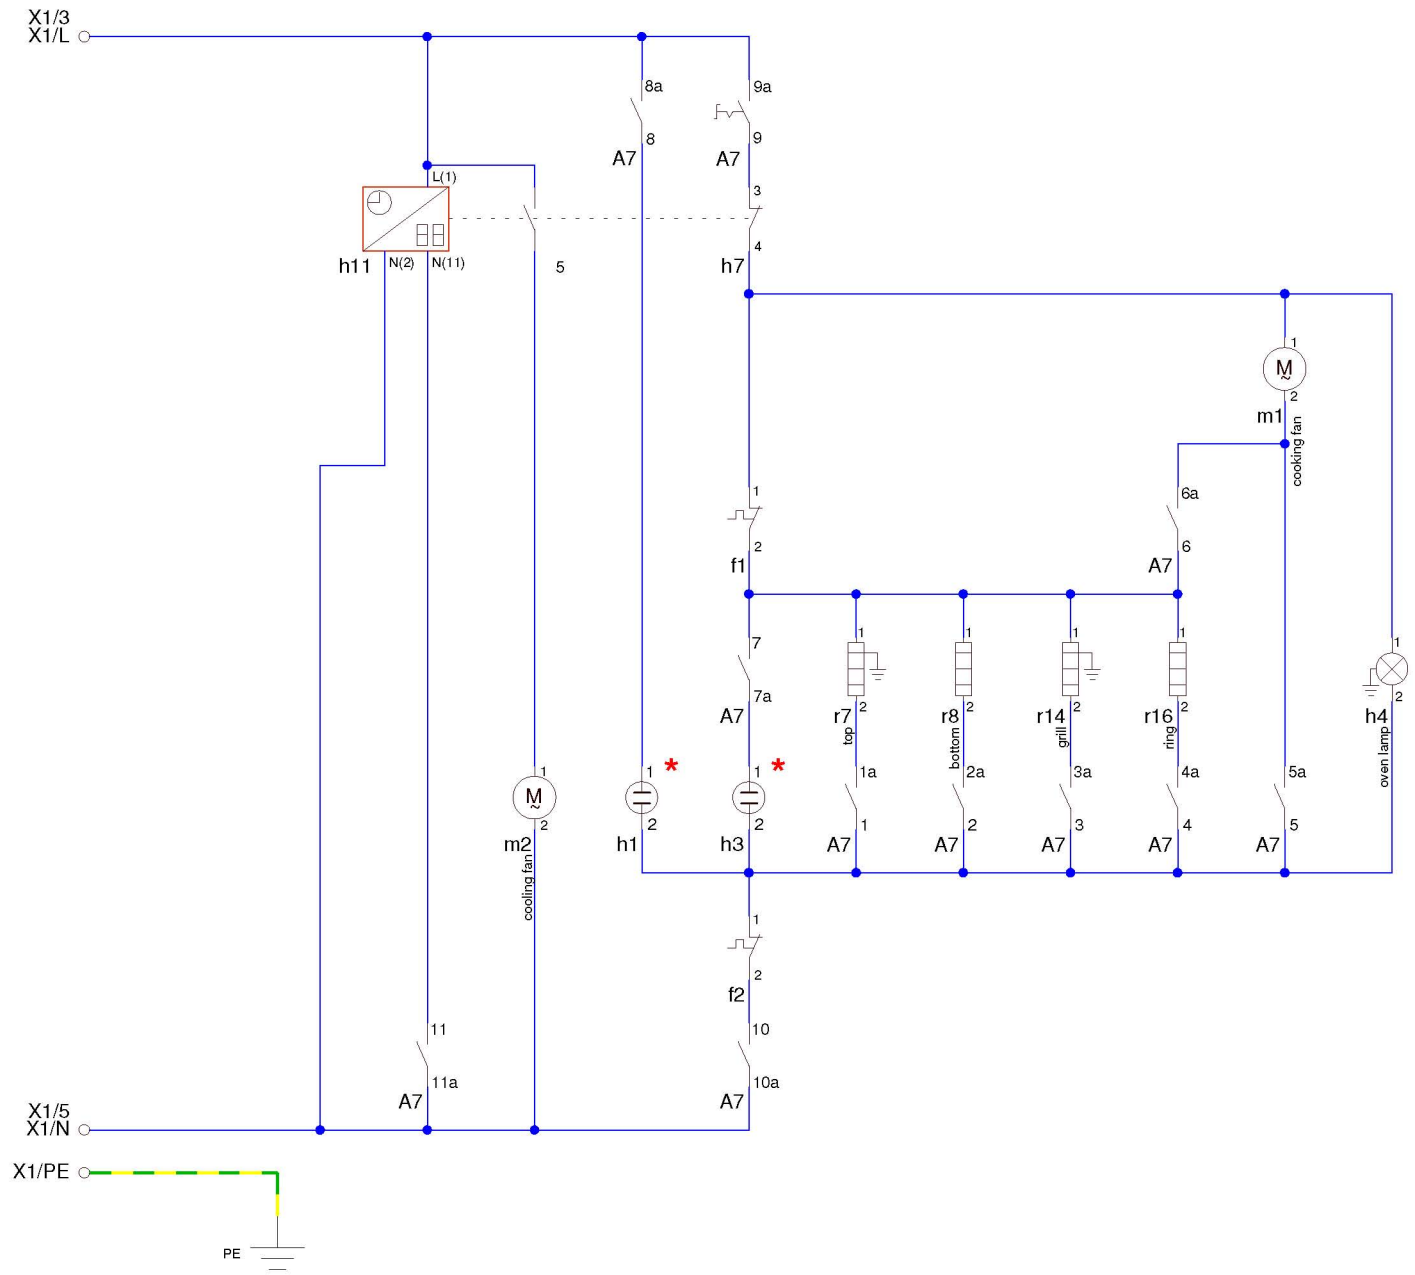 X1/3
X1/L
8a
9a
8
9
A7
A7
L(1)
3
4
h11
N(2)
N(11)
5
h7
1
M
~
2
m1
cooking fan
1
6a
2
6
f1
A7
7
1
1
1
1
1
7a
2
2
2
2
2
A7
r7
r8
r14
r16
h4
top
bottom
grill
ring
oven lamp
*
*
1
1
1
1a
2a
3a
4a
5a
M
~
2
2
2
1
2
3
4
5
m2
h1
h3
A7
A7
A7
A7
A7
cooling fan
1
2
f2
11
10
11a
10a
A7
A7
X1/5
X1/N
X1/PE
PE